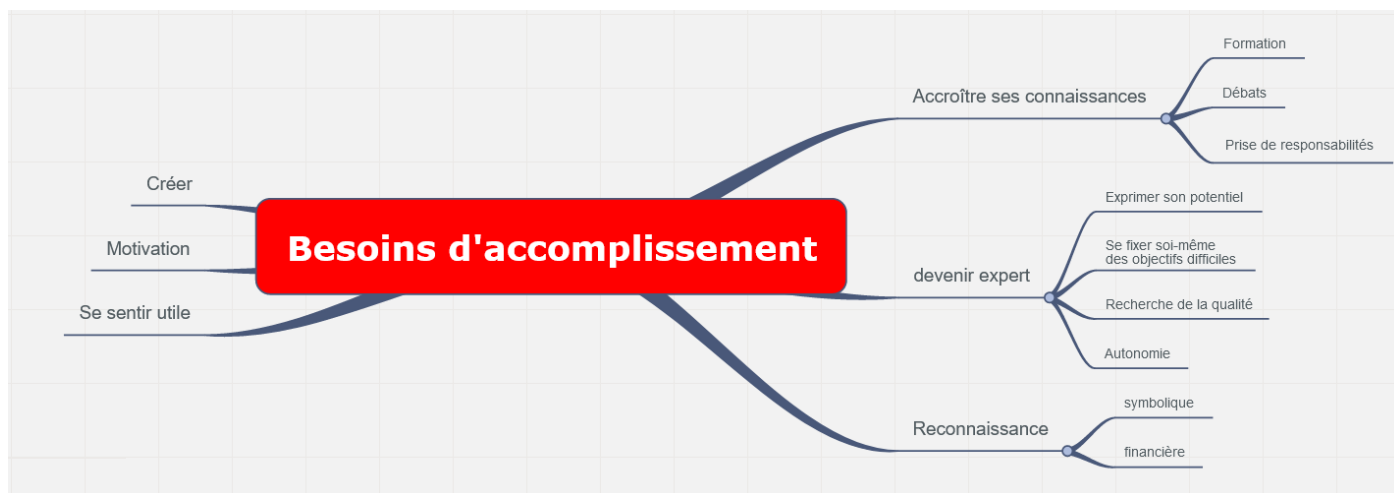 Besoins d'accomplissement
Créer
Motivation
Se sentir utile
Accroître ses connaissances
Formation
Débats
Prise de responsabilités
devenir expert
Exprimer son potentiel
Se fixer soi-même
des objectifs difficiles
Recherche de la qualité
Autonomie
Reconnaissance
symbolique
financière